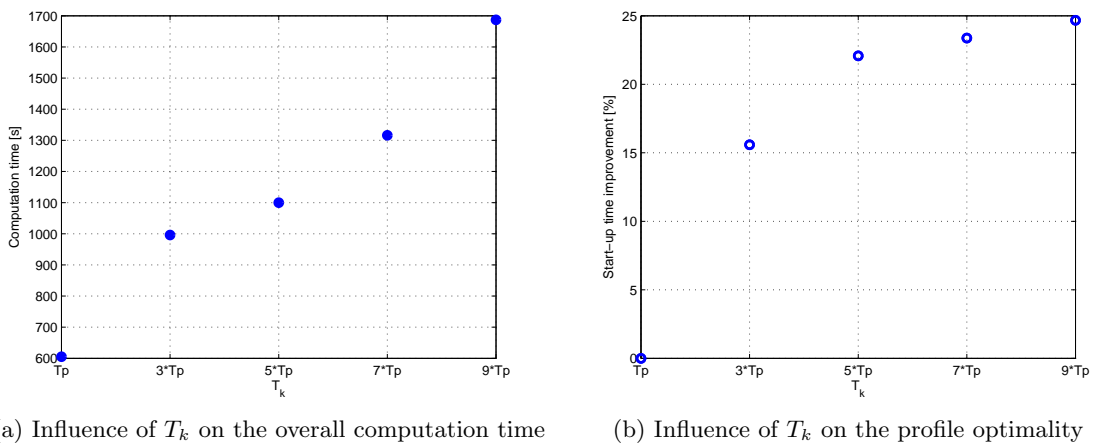 1700
1600
1500
1400
1300
1200
1100
1000
900
800
700
600
Computation time [s]
Tp 3*Tp 5*Tp 7*Tp 9*Tp
T_k
25
20
15
10
5
0
Start-up time improvement [%]
Tp 3*Tp 5*Tp 7*Tp 9*Tp
T_k
a) Influence of T_k on the overall computation time
(b) Influence of T_k on the profile optimality